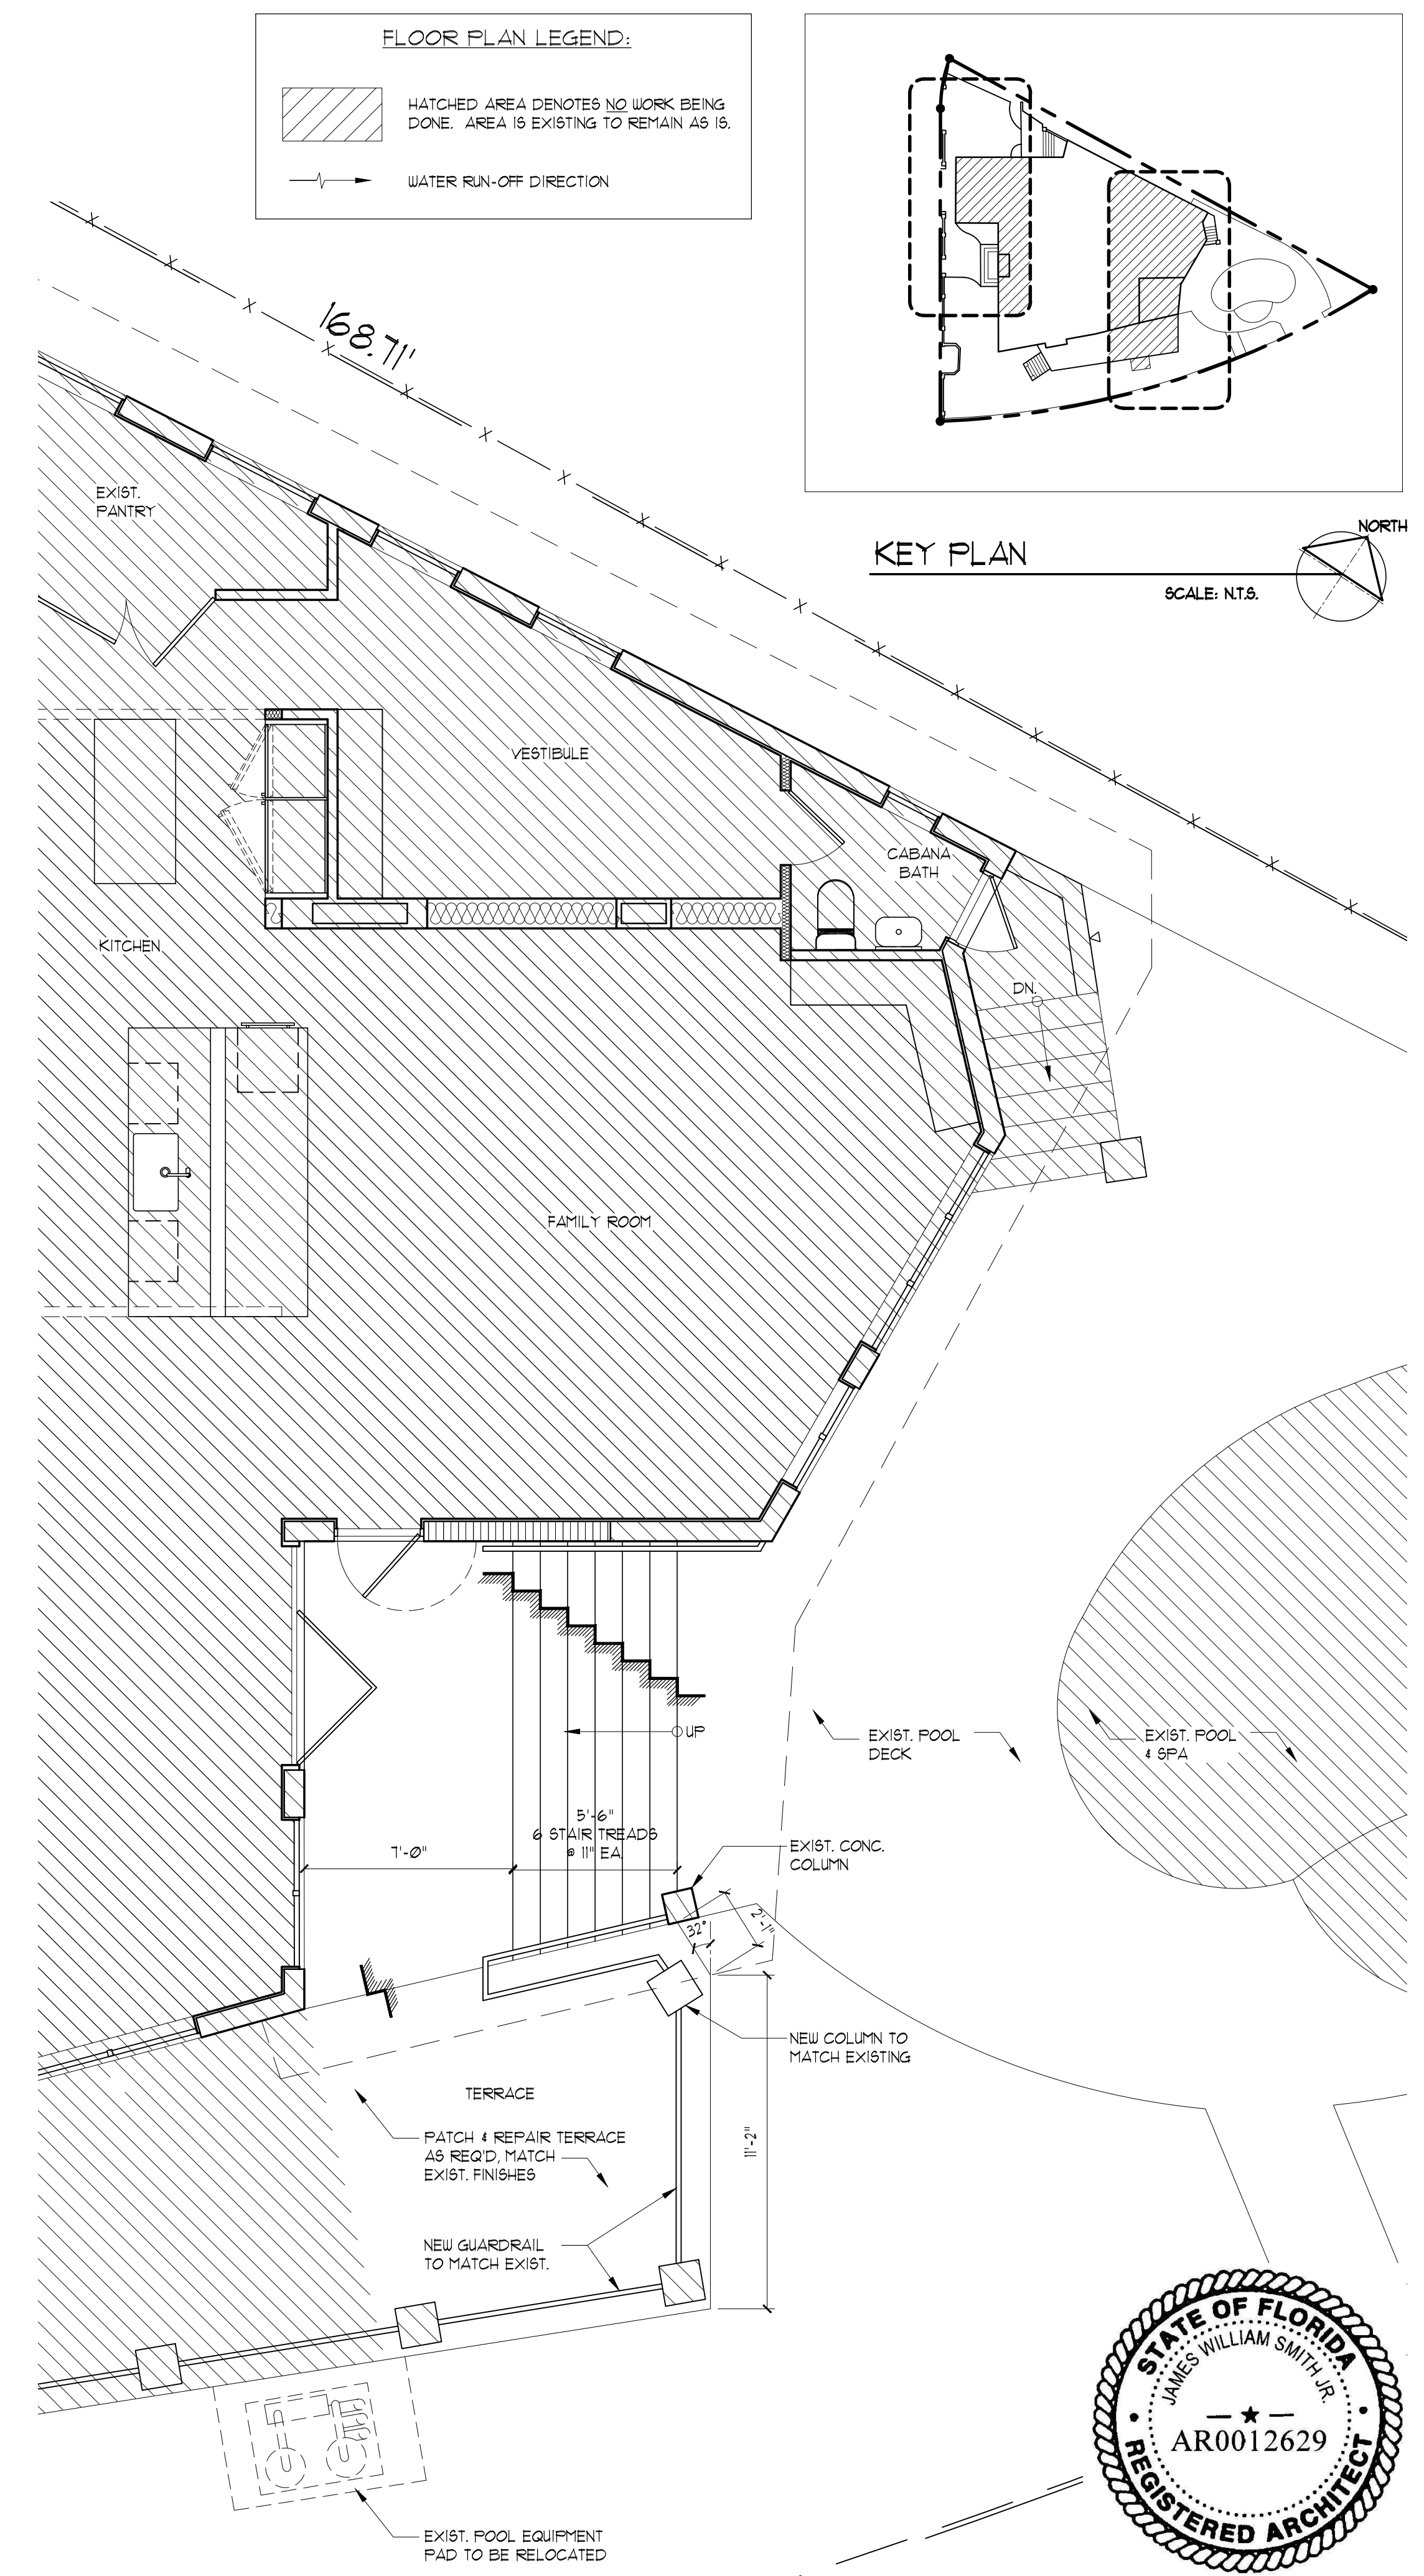 FLOOR PLAN LEGEND:
HATCHED AREA DENOTES NO WORK BEING
DONE. AREA IS EXISTING TO REMAIN AS IS.
WATER RUN-OFF DIRECTION
168.71'
NORTH
KEY PLAN
SCALE: N.T.S.
EXIST.
PANTRY
VESTIBULE
CABANA
BATH
KITCHEN
DN.
FAMILY ROOM
UP
EXIST. POOL
DECK
EXIST. POOL
& SPA
5'-6"
6 STAIR TREADS
@ 11" EA.
7'-0"
EXIST. CONC.
COLUMN
2'-1"
32°
NEW COLUMN TO
MATCH EXISTING
TERRACE
PATCH & REPAIR TERRACE
AS REQ'D, MATCH
EXIST. FINISHES
11'-2"
NEW GUARDRAIL
TO MATCH EXIST.
EXIST. POOL EQUIPMENT
PAD TO BE RELOCATED
STATE OF FLORIDA
JAMES WILLIAM SMITH JR.
AR0012629
REGISTERED ARCHITECT